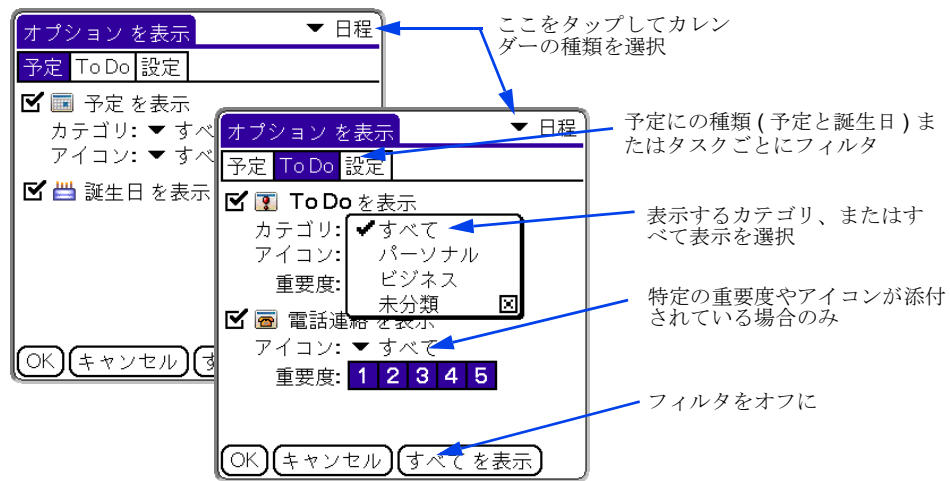 オプション を表示
▼ 日程
予定 To Do 設定
予定 を表示
カテゴリ: ▼ すべ
アイコン: ▼ すべ
誕生日 を表示
OK キャンセル す
オプション を表示
▼ 日程
予定 To Do 設定
To Do を表示
カテゴリ:
アイコン:
重要度:
すべて
パーソナル
ビジネス
未分類
電話連絡 を表示
アイコン: ▼ すべて
重要度: 1 2 3 4 5
OK キャンセル すべて を表示
ここをタップしてカレン
ダーの種類を選択
予定にの種類 ( 予定と誕生日 ) ま
たはタスクごとにフィルタ
表示するカテゴリ、またはす
べて表示を選択
特定の重要度やアイコンが添付
されている場合のみ
フィルタをオフに